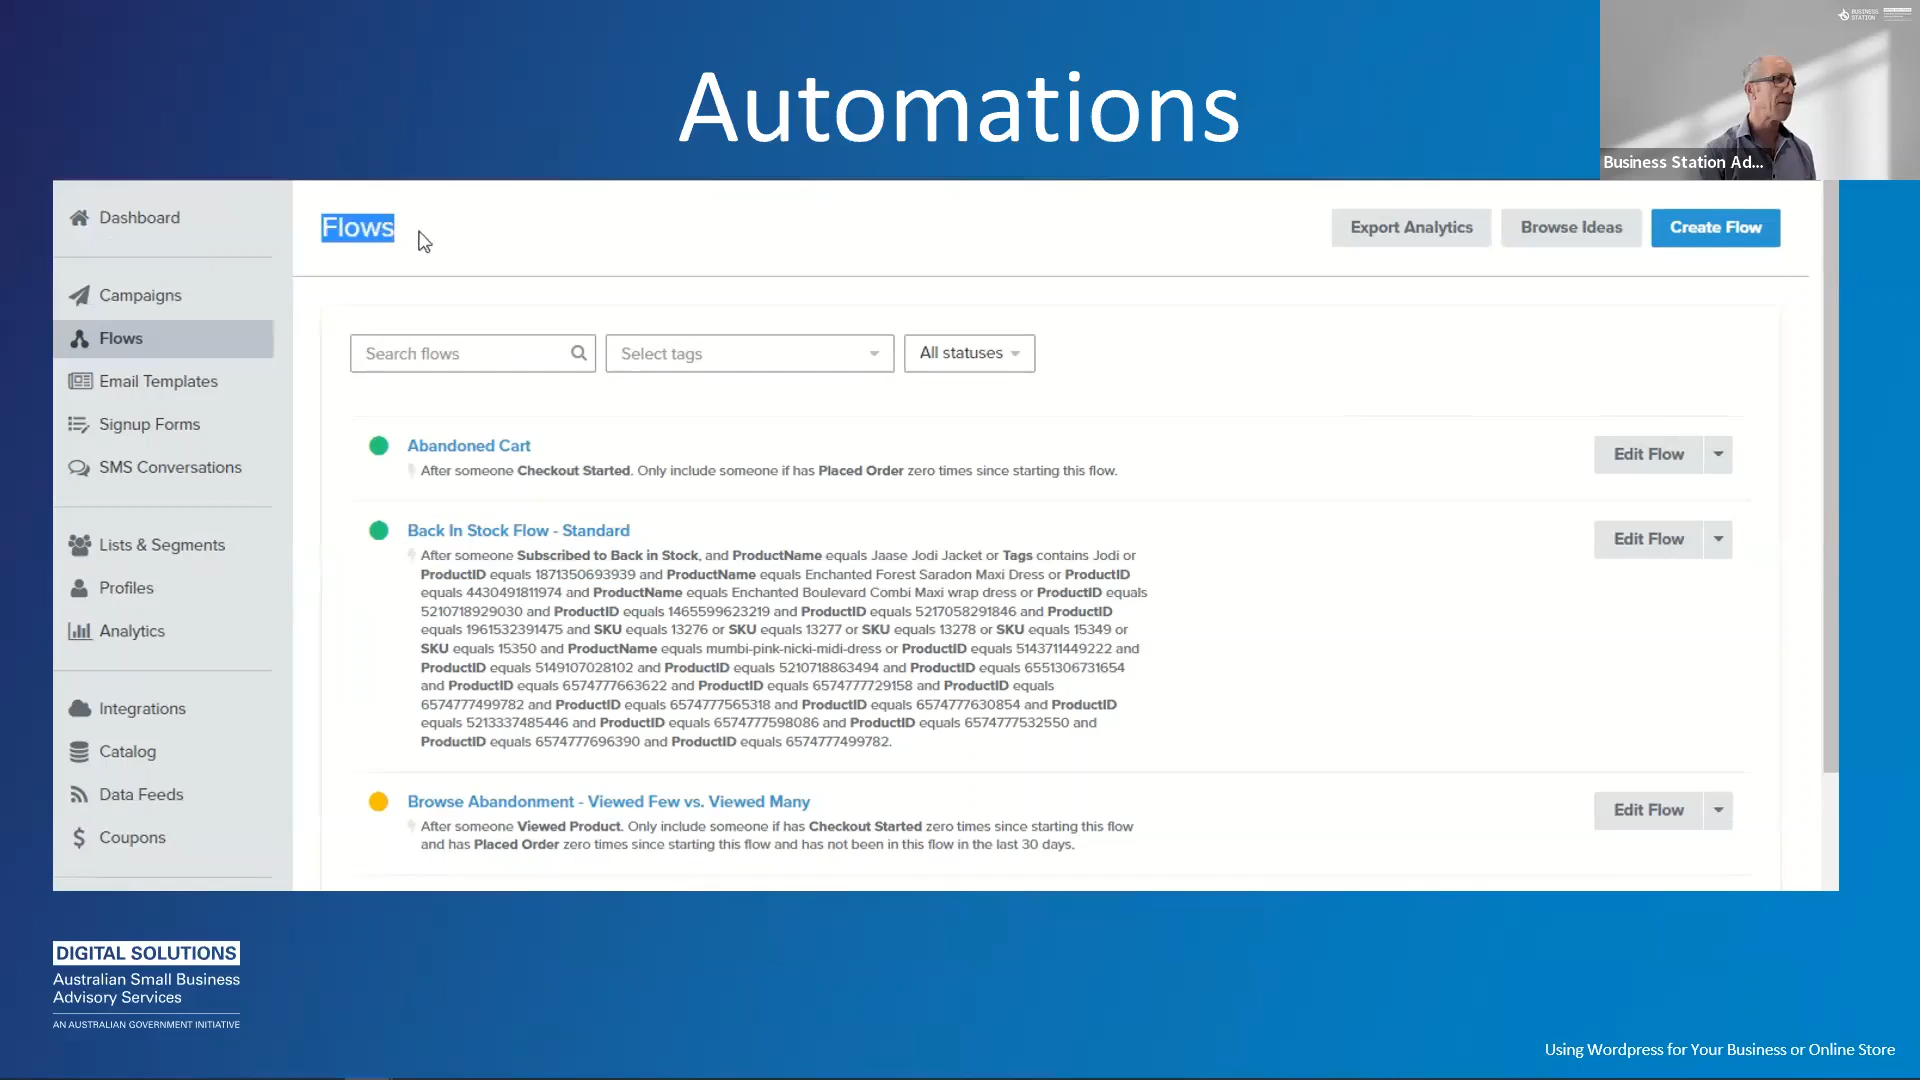 Automations
BUSINESS
STATION
Business Station Ad...
Dashboard
Campaigns
Flows
Email Templates
Signup Forms
SMS Conversations
Lists & Segments
Profiles
Analytics
Integrations
Catalog
Data Feeds
Coupons
Flows
Export Analytics
Browse Ideas
Create Flow
Search flows
Select tags
All statuses
Abandoned Cart
After someone Checkout Started. Only include someone if has Placed Order zero times since starting this flow.
Edit Flow
Back In Stock Flow - Standard
After someone Subscribed to Back in Stock, and ProductName equals Jaase Jodi Jacket or Tags contains Jodi or
ProductID equals 1871350693939 and ProductName equals Enchanted Forest Saradon Maxi Dress or ProductID
equals 4430491811974 and ProductName equals Enchanted Boulevard Combi Maxi wrap dress or ProductID equals
5210718929030 and ProductID equals 1465599623219 and ProductID equals 5217058291846 and ProductID
equals 1961532391475 and SKU equals 13276 or SKU equals 13277 or SKU equals 13278 or SKU equals 15349 or
SKU equals 15350 and ProductName equals mumbi-pink-nicki-midi-dress or ProductID equals 5143711449222 and
ProductID equals 5149107028102 and ProductID equals 5210718863494 and ProductID equals 6551306731654
and ProductID equals 6574777663622 and ProductID equals 6574777729158 and ProductID equals
6574777499782 and ProductID equals 6574777565318 and ProductID equals 6574777630854 and ProductID
equals 5213337485446 and ProductID equals 6574777598086 and ProductID equals 6574777532550 and
ProductID equals 6574777696390 and ProductID equals 6574777499782.
Edit Flow
Browse Abandonment - Viewed Few vs. Viewed Many
After someone Viewed Product. Only include someone if has Checkout Started zero times since starting this flow
and has Placed Order zero times since starting this flow and has not been in this flow in the last 30 days.
Edit Flow
DIGITAL SOLUTIONS
Australian Small Business
Advisory Services
AN AUSTRALIAN GOVERNMENT INITIATIVE
Using Wordpress for Your Business or Online Store